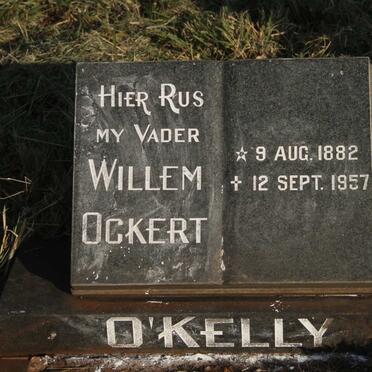 HIER RUS
MY VADER
WILLEM
OCKERT
☆ 9 AUG. 1882
✝ 12 SEPT. 1957
O'KELLY